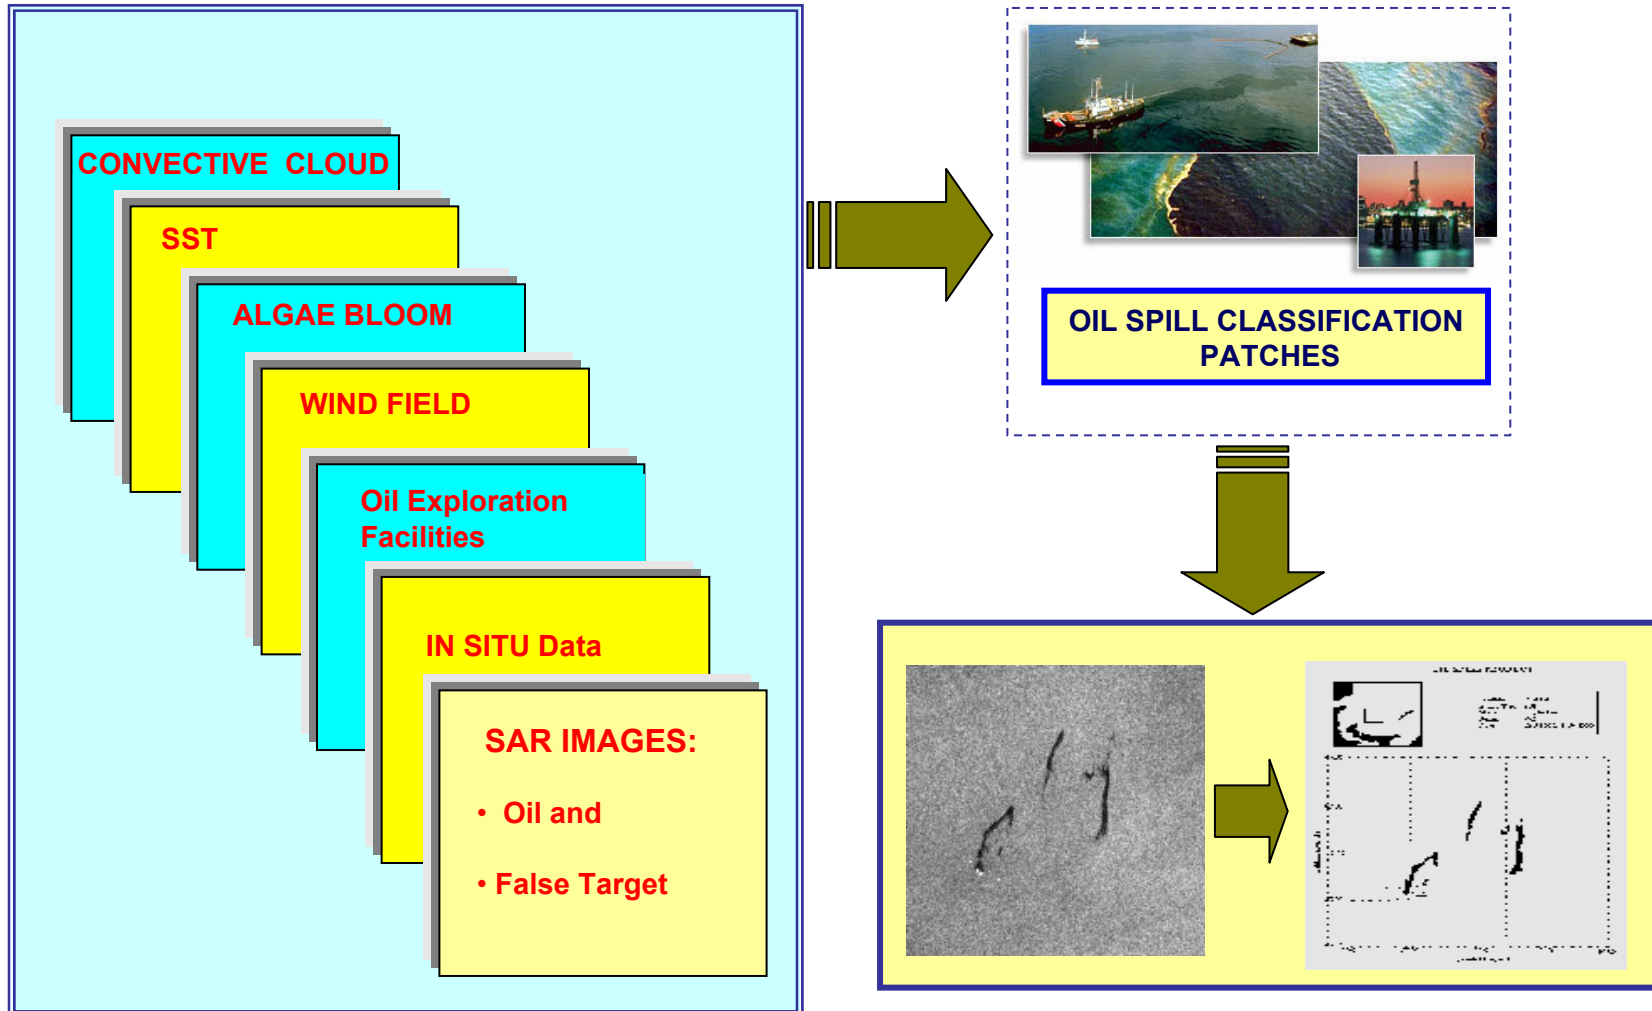 CONVECTIVE CLOUD
SST
ALGAE BLOOM
WIND FIELD
Oil Exploration
Facilities
IN SITU Data
SAR IMAGES:
• Oil and
• False Target
OIL SPILL CLASSIFICATION
PATCHES